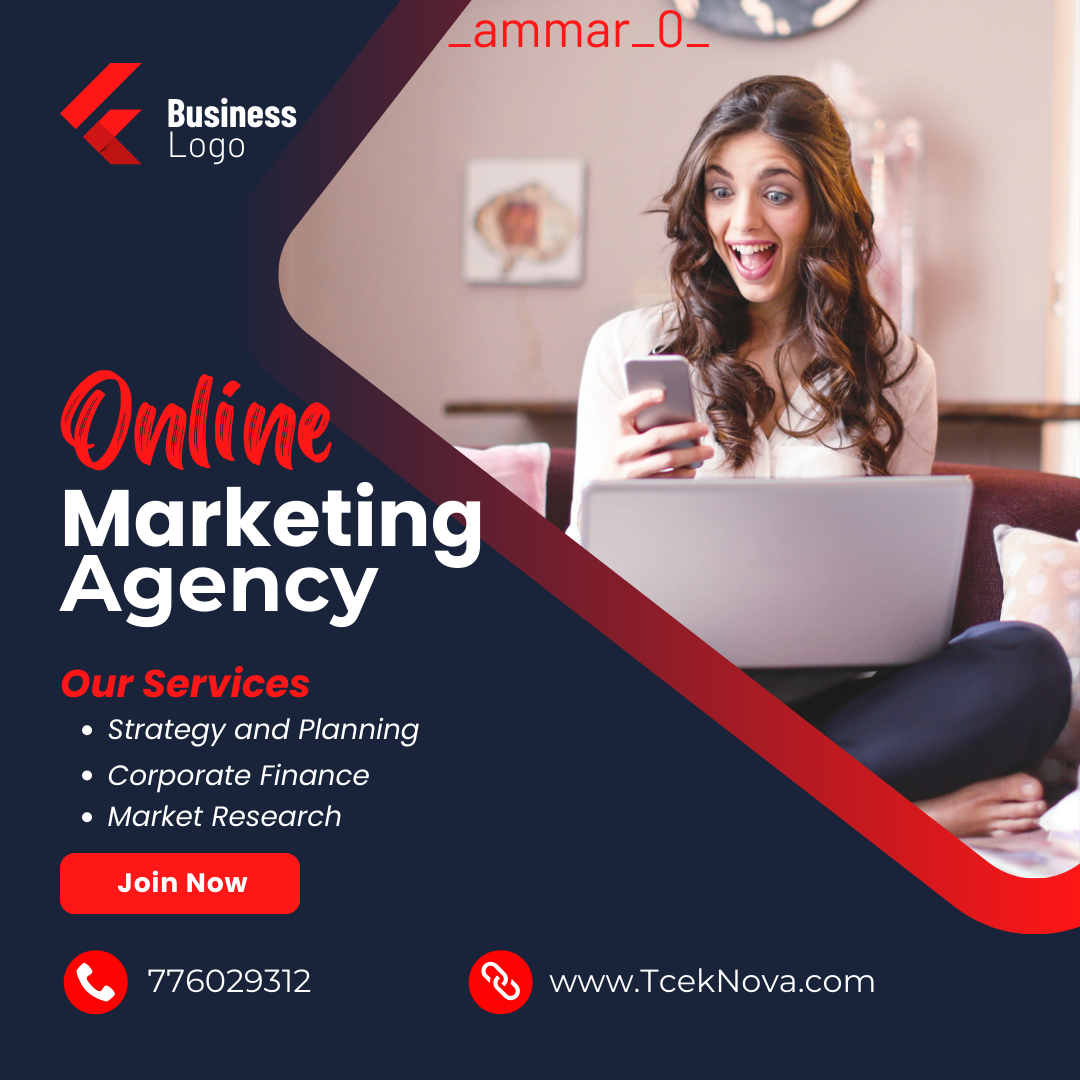 _ammar_0_
Business
Logo
Online
Marketing
Agency
Our Services
• Strategy and Planning
• Corporate Finance
• Market Research
Join Now
776029312
www.TcekNova.com